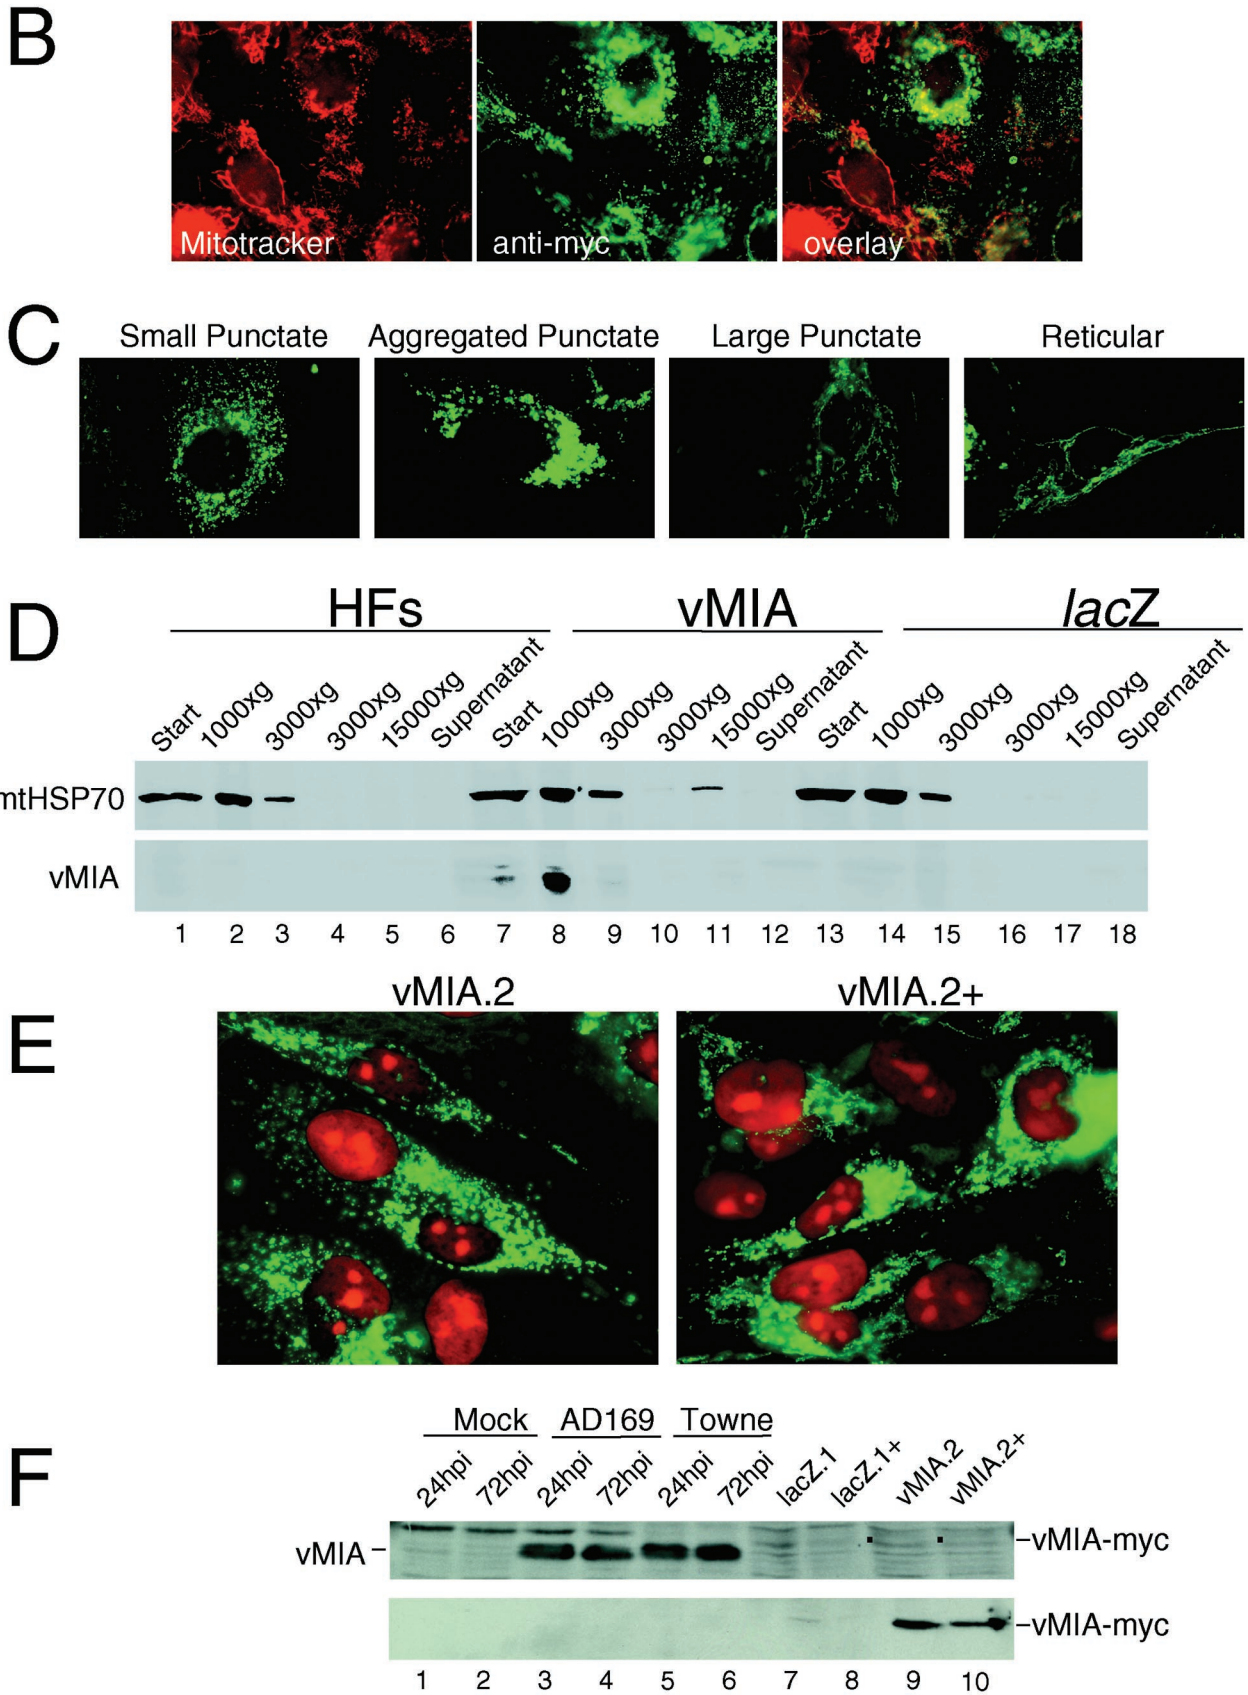 B
Mitotracker anti-myc overlay
C
Small Punctate Aggregated Punctate Large Punctate Reticular
D
HFs vMIA lacZ
Start 1000xg 3000xg 3000xg 15000xg Supernatant Start 1000xg 3000xg 3000xg 15000xg Supernatant Start 1000xg 3000xg 3000xg 15000xg Supernatant
mtHSP70
vMIA
1 2 3 4 5 6 7 8 9 10 11 12 13 14 15 16 17 18
E
vMIA.2 vMIA.2+
F
Mock AD169 Towne
24hpi 72hpi 24hpi 72hpi 24hpi 72hpi lacZ.1 lacZ.1+ vMIA.2 vMIA.2+
vMIA – –vMIA-myc
–vMIA-myc
1 2 3 4 5 6 7 8 9 10